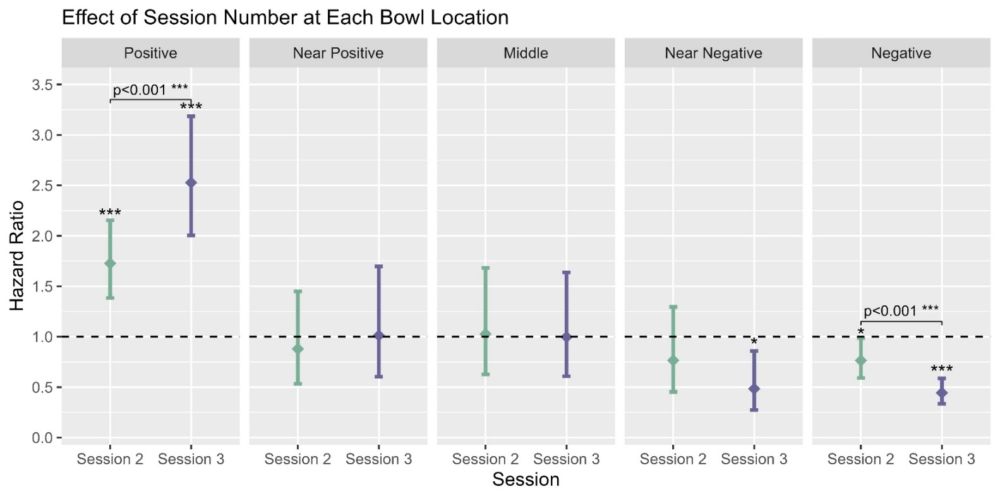 Effect of Session Number at Each Bowl Location
Positive Near Positive Middle Near Negative Negative
3.5
p<0.001 ***
***
3.0
2.5
***
2.0
1.5
p<0.001 ***
*
1.0
*
***
0.5
0.0
Hazard Ratio
Session 2 Session 3 Session 2 Session 3 Session 2 Session 3 Session 2 Session 3 Session 2 Session 3
Session